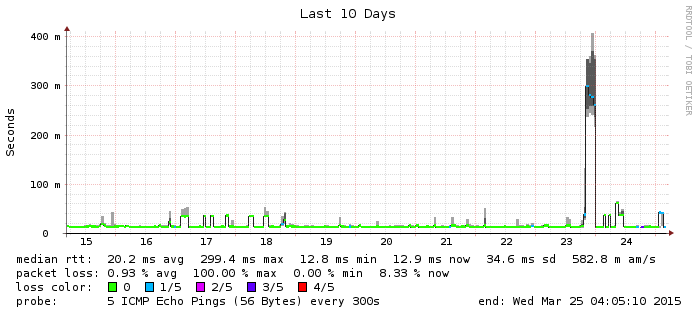 Last 10 Days
RRDTOOL / TOBI OETIKER
Seconds
400 m
300 m
200 m
100 m
0
15 16 17 18 19 20 21 22 23 24
median rtt: 20.2 ms avg 299.4 ms max 12.8 ms min 12.9 ms now 34.6 ms sd 582.8 m am/s
packet loss: 0.93 % avg 100.00 % max 0.00 % min 8.33 % now
loss color: 0 1/5 2/5 3/5 4/5
probe: 5 ICMP Echo Pings (56 Bytes) every 300s end: Wed Mar 25 04:05:10 2015